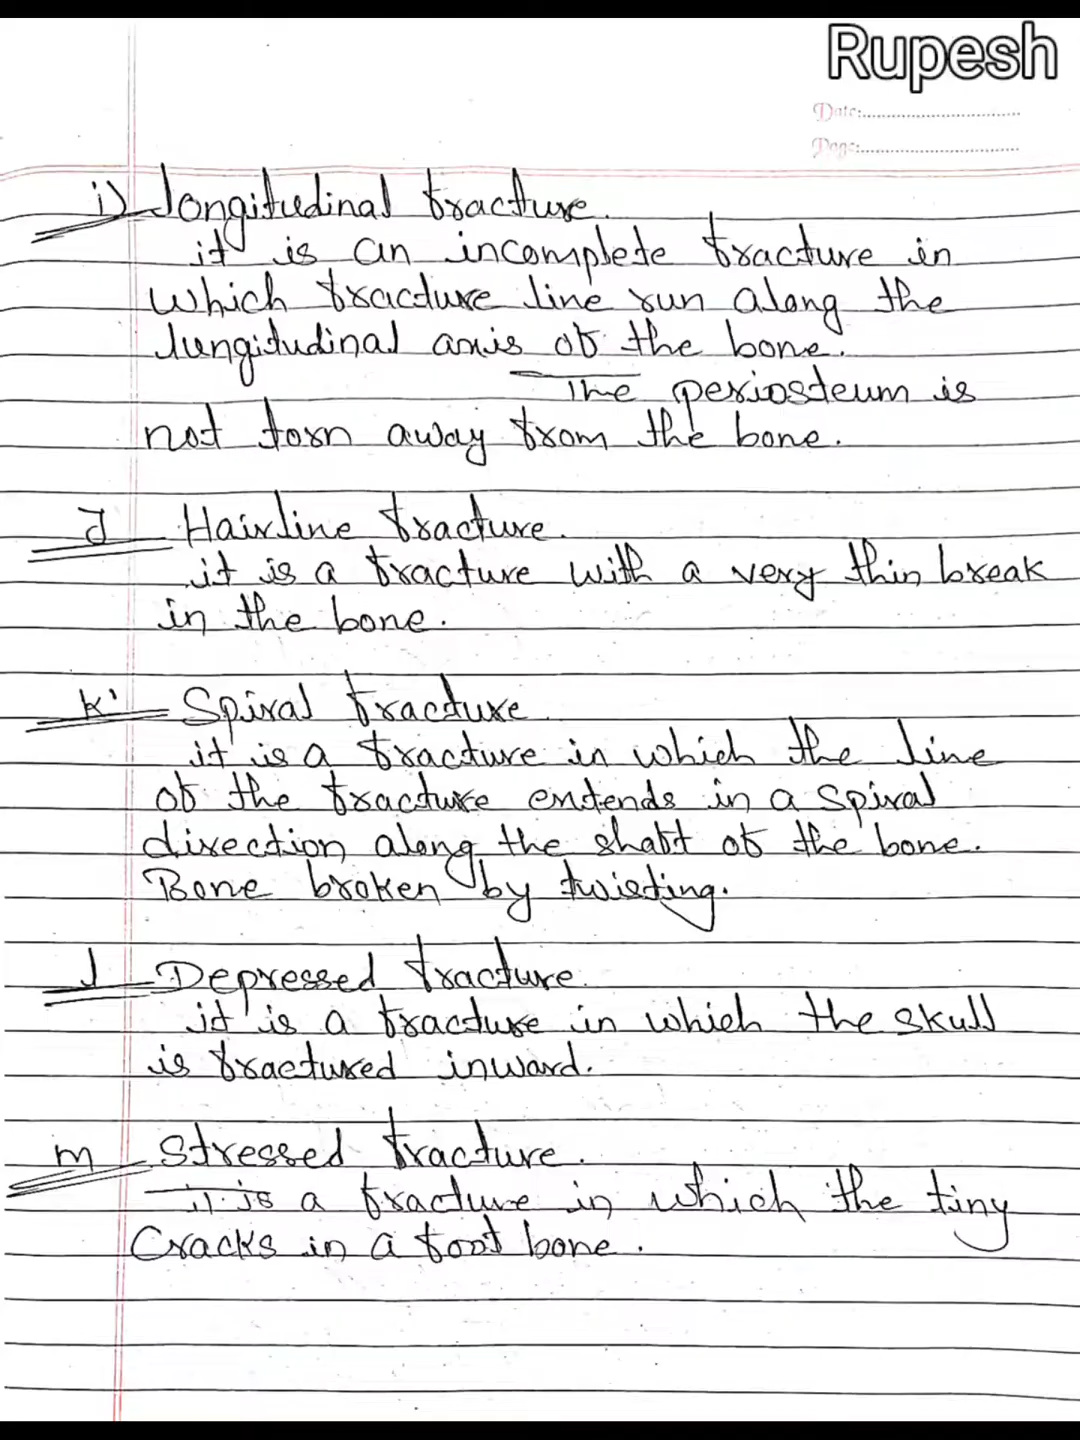 Rupesh
Date:
Page:
i) longitudinal fracture.
it is an incomplete fracture in
which fracture line run along the
lungitudinal axis of the bone.
The periosteum is
not torn away from the bone.
J Hairline fracture.
it is a fracture with a very thin break
in the bone.
K. Spiral fracture
it is a fracture in which the line
of the fracture extends in a spiral
direction along the shaft of the bone.
Bone broken by twisting.
l Depressed fracture.
it is a fracture in which the skull
is fractured inward.
m Stressed fracture.
it is a fracture in which the tiny
Cracks in a foot bone.